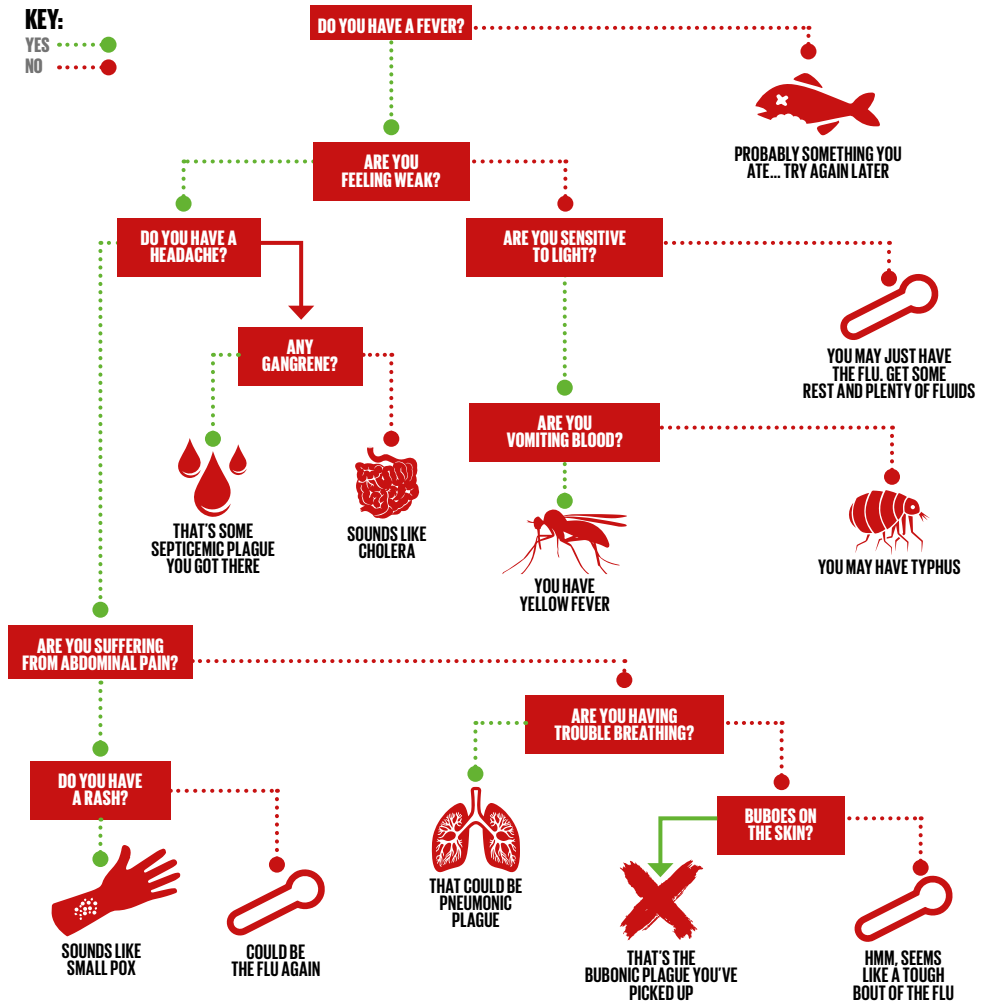 KEY:
YES
NO
DO YOU HAVE A FEVER?
PROBABLY SOMETHING YOU
ATE... TRY AGAIN LATER
ARE YOU
FEELING WEAK?
DO YOU HAVE A
HEADACHE?
ARE YOU SENSITIVE
TO LIGHT?
ANY
GANGRENE?
YOU MAY JUST HAVE
THE FLU. GET SOME
REST AND PLENTY OF FLUIDS
ARE YOU
VOMITING BLOOD?
THAT'S SOME
SEPTICEMIC PLAGUE
YOU GOT THERE
SOUNDS LIKE
CHOLERA
YOU HAVE
YELLOW FEVER
YOU MAY HAVE TYPHUS
ARE YOU SUFFERING
FROM ABDOMINAL PAIN?
ARE YOU HAVING
TROUBLE BREATHING?
DO YOU HAVE
A RASH?
BUBOES ON
THE SKIN?
THAT COULD BE
PNEUMONIC
PLAGUE
SOUNDS LIKE
SMALL POX
COULD BE
THE FLU AGAIN
THAT'S THE
BUBONIC PLAGUE YOU'VE
PICKED UP
HMM, SEEMS
LIKE A TOUGH
BOUT OF THE FLU